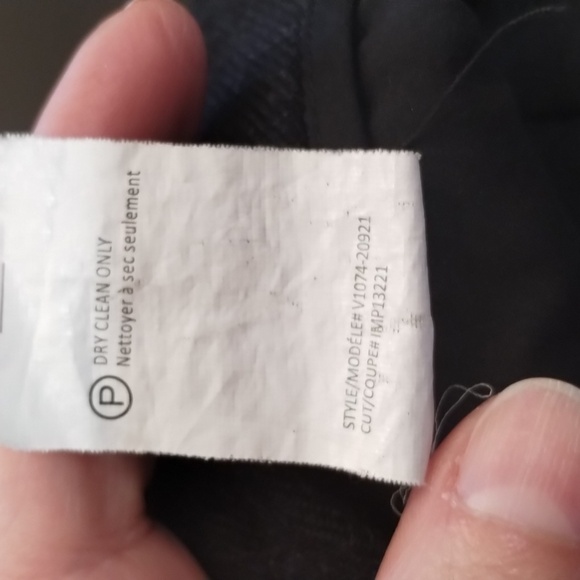 DRY CLEAN ONLY
Nettoyer à sec seulement
P
STYLE/MODÈLE# V1074-20921
CUT/COUPE# IMP13221